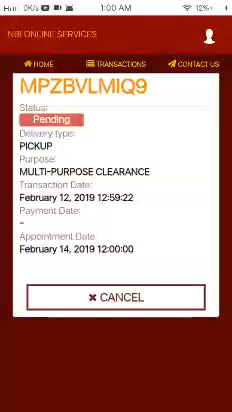 0K/s 1:00 AM 12%
NBI ONLINE SERVICES
HOME TRANSACTIONS CONTACT US
MPZBVLMIQ9
Status:
Pending
Delivery type:
PICKUP
Purpose:
MULTI-PURPOSE CLEARANCE
Transaction Date:
February 12, 2019 12:59:22
Payment Date:
-
Appointment Date:
February 14, 2019 12:00:00
✖ CANCEL